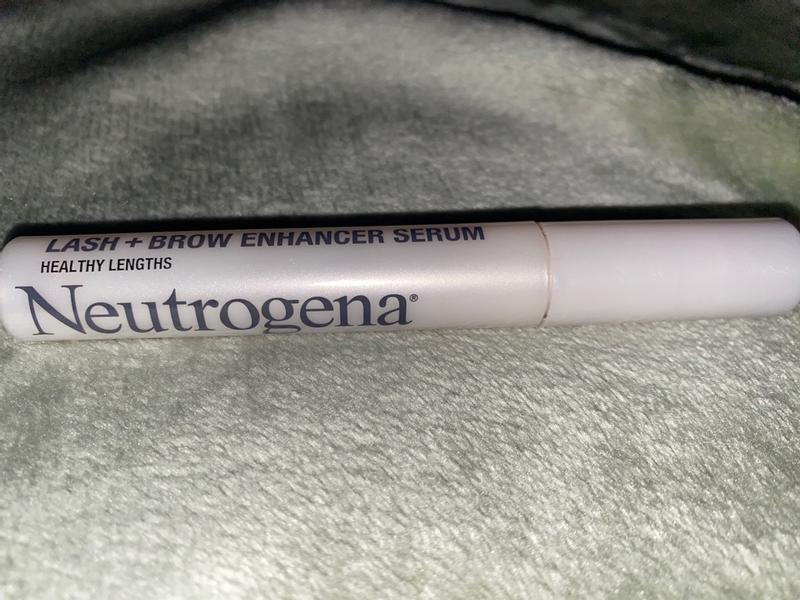 LASH + BROW ENHANCER SERUM
HEALTHY LENGTHS
Neutrogena®